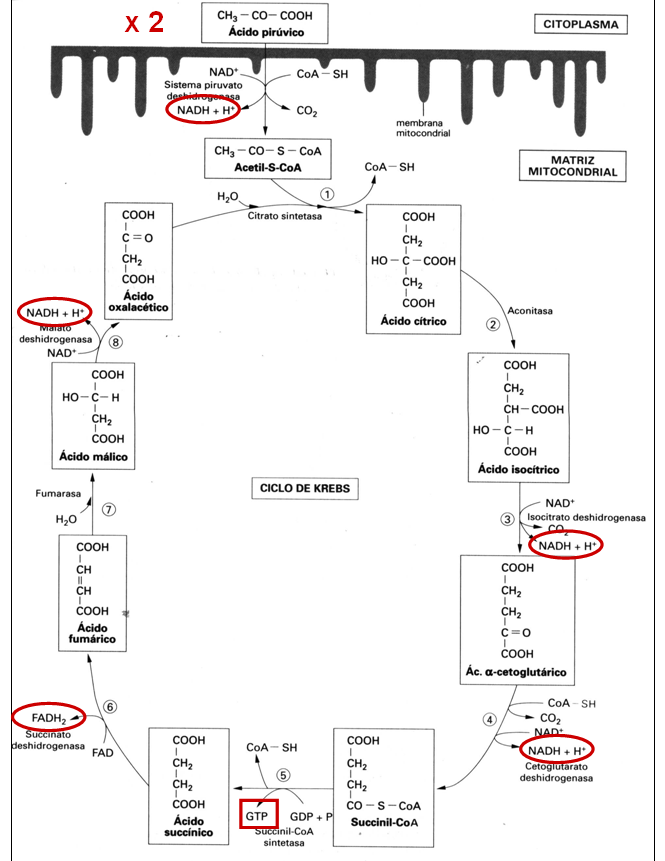 x 2
CH₃ — CO — COOH
Ácido pirúvico
CITOPLASMA
NAD⁺
CoA — SH
Sistema piruvato
deshidrogenasa
NADH + H⁺
CO₂
membrana
mitocondrial
CH₃ — CO — S — CoA
Acetil-S-CoA
MATRIZ
MITOCONDRIAL
H₂O
Citrato sintetasa
①
CoA — SH
COOH
C = O
CH₂
COOH
Ácido
oxalacético
COOH
CH₂
HO — C — COOH
CH₂
COOH
Ácido cítrico
Aconitasa
②
COOH
CH₂
CH — COOH
HO — C — H
COOH
Ácido isocítrico
③
NAD⁺
Isocitrato deshidrogenasa
CO₂
NADH + H⁺
COOH
CH₂
CH₂
C = O
COOH
Ác. α-cetoglutárico
④
CoA — SH
CO₂
NAD⁺
NADH + H⁺
Cetoglutarato
deshidrogenasa
COOH
CH₂
CH₂
CO — S — CoA
Succinil-CoA
⑤
CoA — SH
GTP
GDP + P
Succinil-CoA
sintetasa
COOH
CH₂
CH₂
COOH
Ácido
succínico
⑥
FADH₂
Succinato
deshidrogenasa
FAD
COOH
CH
CH
COOH
Ácido
fumárico
⑦
Fumarasa
H₂O
COOH
HO — C — H
CH₂
COOH
Ácido málico
⑧
NADH + H⁺
Malato
deshidrogenasa
NAD⁺
CICLO DE KREBS